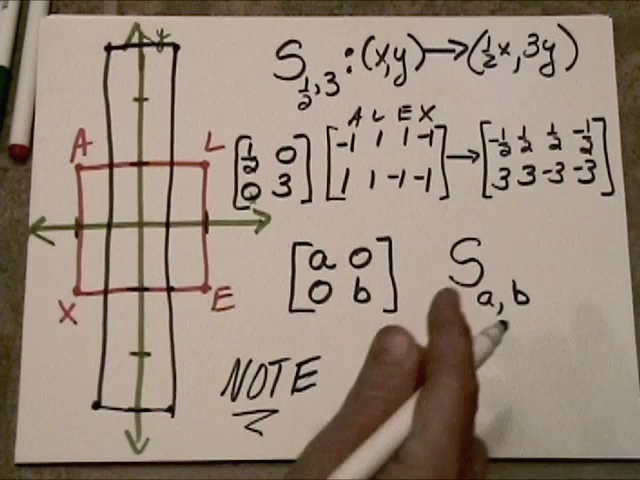 y
S½,3 : (x,y) → (½x, 3y)
A L E X
[½ 0] [-1 1 1 -1] → [-½ ½ ½ -½]
[0 3] [1 1 -1 -1] [3 3 -3 -3]
A L
X E
[a 0] S a,b
[0 b]
NOTE